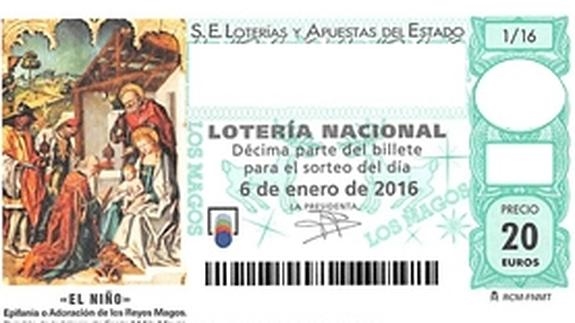 S.E. LOTERÍAS Y APUESTAS DEL ESTADO
1/16
LOTERÍA NACIONAL
Décima parte del billete
para el sorteo del día
6 de enero de 2016
LA PRESIDENTA,
LOS MAGOS
LOS MAGOS
PRECIO
20
EUROS
RCM-FNMT
«EL NIÑO»
Epifanía o Adoración de los Reyes Magos.